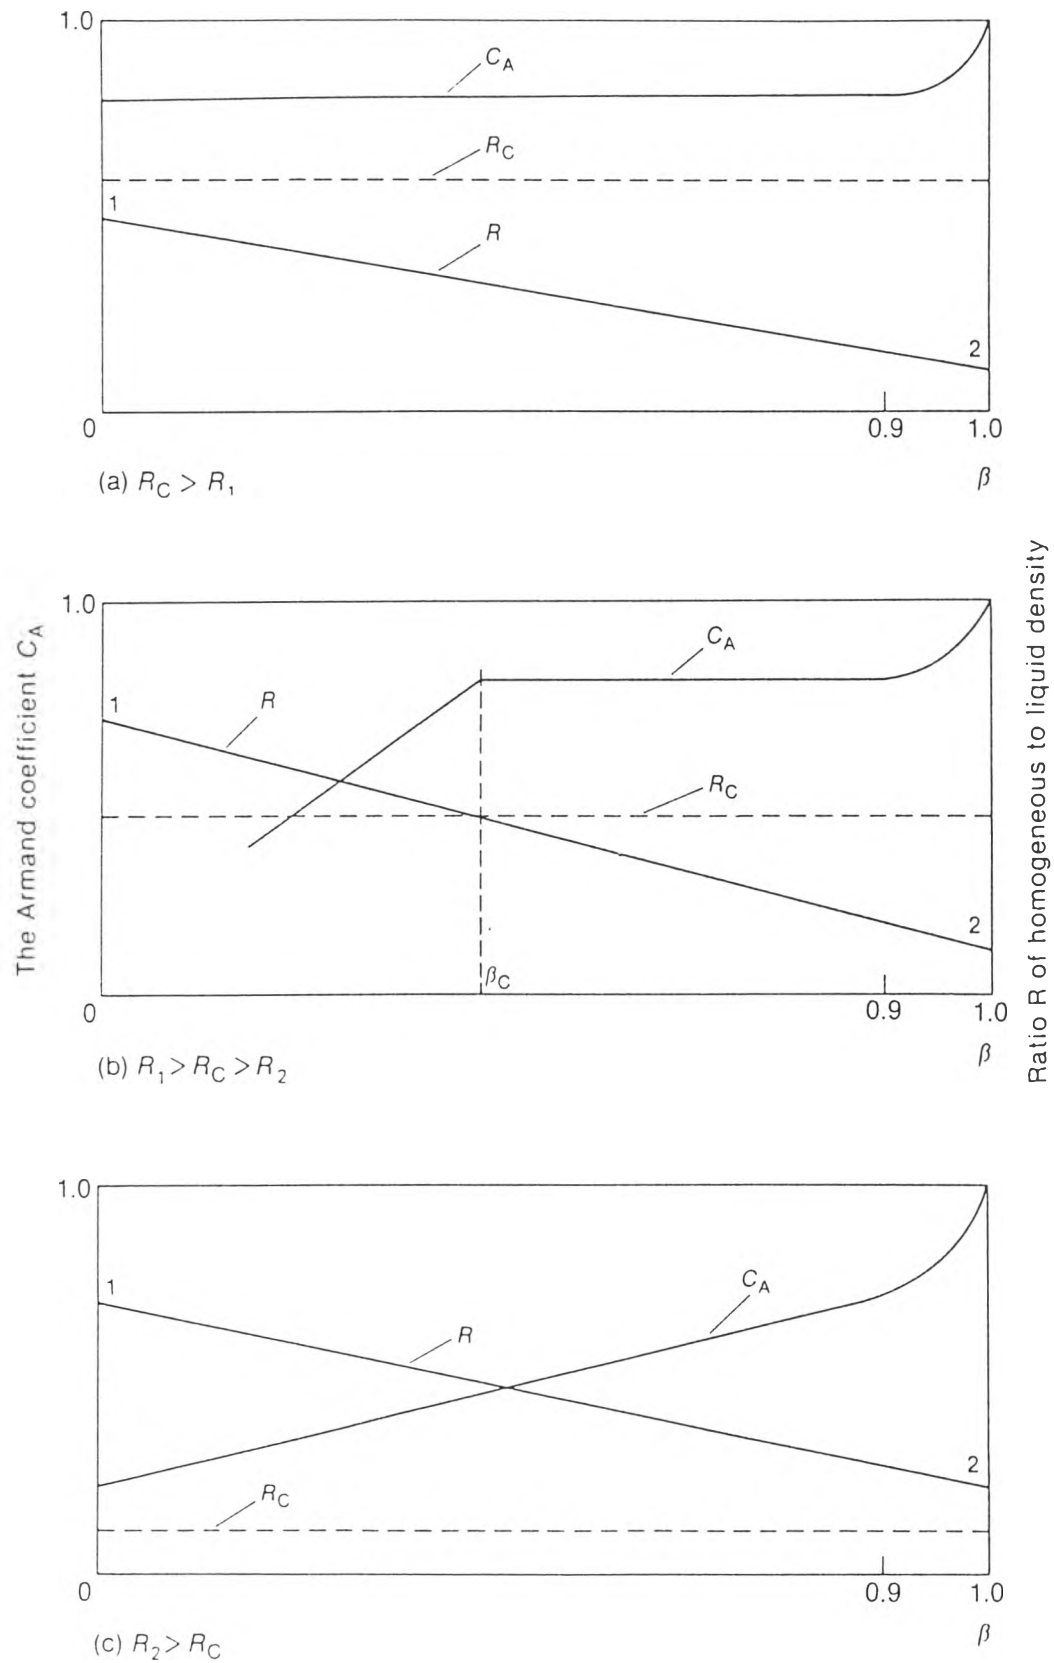 1.0
C_A
R_C
1
R
2
0
0.9
1.0
(a) R_C > R_1
β
The Armand coefficient C_A
1.0
C_A
1
R
R_C
2
β_C
0
0.9
1.0
(b) R_1 > R_C > R_2
β
Ratio R of homogeneous to liquid density
1.0
1
C_A
R
R_C
2
0
0.9
1.0
(c) R_2 > R_C
β